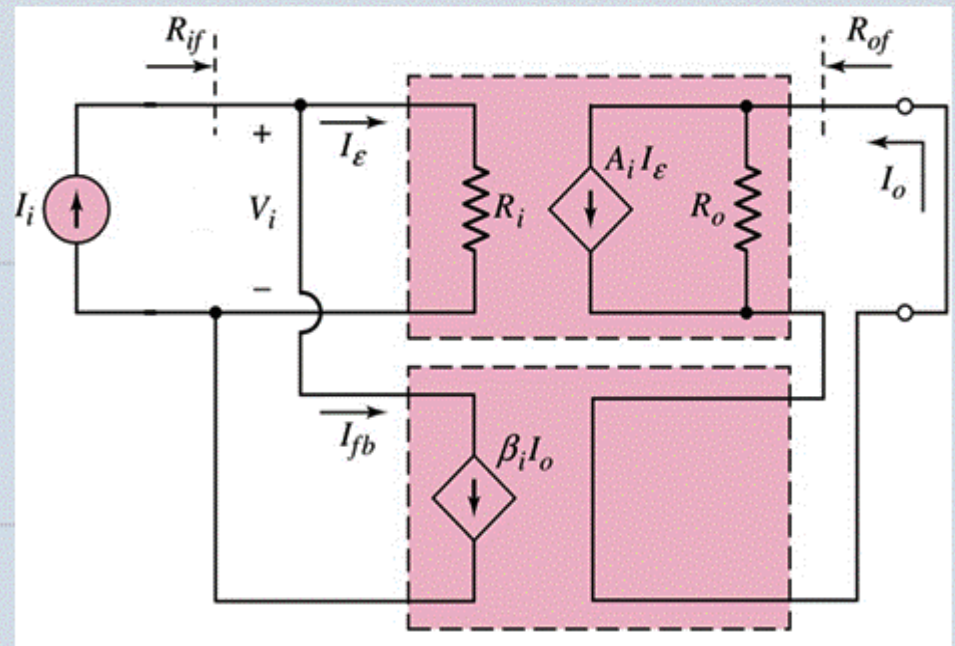 R_if
R_of
+
I_ε
A_i I_ε
I_o
I_i
V_i
R_i
R_o
−
I_fb
β_i I_o